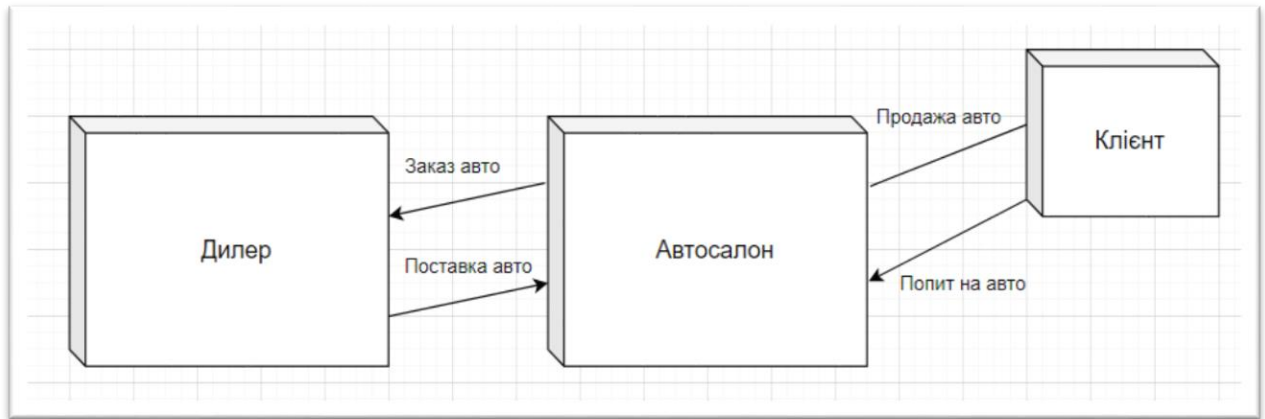 Продажа авто
Клієнт
Заказ авто
Дилер
Автосалон
Поставка авто
Попит на авто